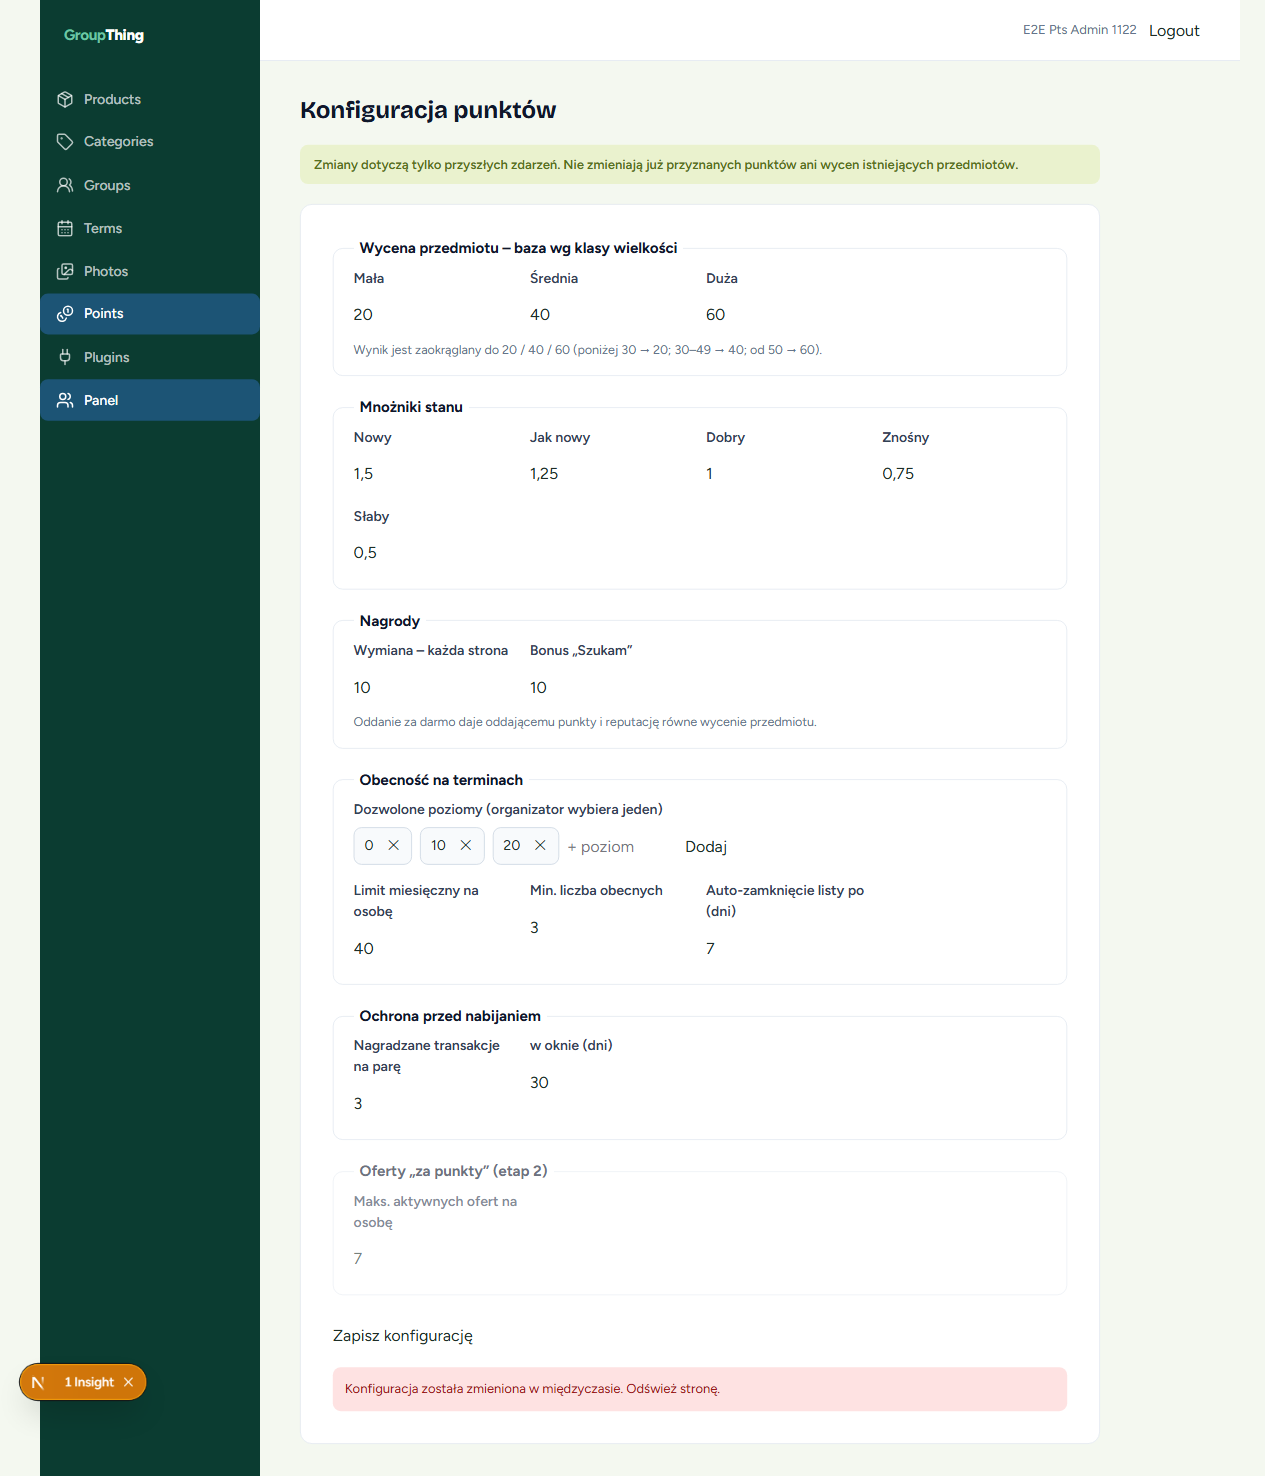 GroupThing
E2E Pts Admin 1122 Logout
Products
Categories
Groups
Terms
Photos
Points
Plugins
Panel
Konfiguracja punktów
Zmiany dotyczą tylko przyszłych zdarzeń. Nie zmieniają już przyznanych punktów ani wycen istniejących przedmiotów.
Wycena przedmiotu – baza wg klasy wielkości
Mała Średnia Duża
20 40 60
Wynik jest zaokrąglany do 20 / 40 / 60 (poniżej 30 → 20; 30–49 → 40; od 50 → 60).
Mnożniki stanu
Nowy Jak nowy Dobry Znośny
1,5 1,25 1 0,75
Słaby
0,5
Nagrody
Wymiana – każda strona Bonus „Szukam”
10 10
Oddanie za darmo daje oddającemu punkty i reputację równe wycenie przedmiotu.
Obecność na terminach
Dozwolone poziomy (organizator wybiera jeden)
0 × 10 × 20 × + poziom Dodaj
Limit miesięczny na osobę
40
Min. liczba obecnych
3
Auto-zamknięcie listy po (dni)
7
Ochrona przed nabijaniem
Nagradzane transakcje na parę
3
w oknie (dni)
30
Oferty „za punkty” (etap 2)
Maks. aktywnych ofert na
osobę
7
Zapisz konfigurację
Konfiguracja została zmieniona w międzyczasie. Odśwież stronę.
N 1 Insight ×